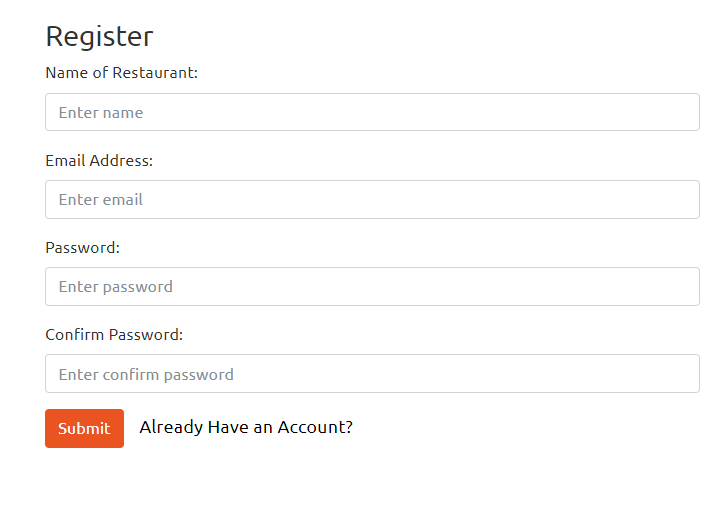 Register
Name of Restaurant:
Enter name
Email Address:
Enter email
Password:
Enter password
Confirm Password:
Enter confirm password
Submit Already Have an Account?